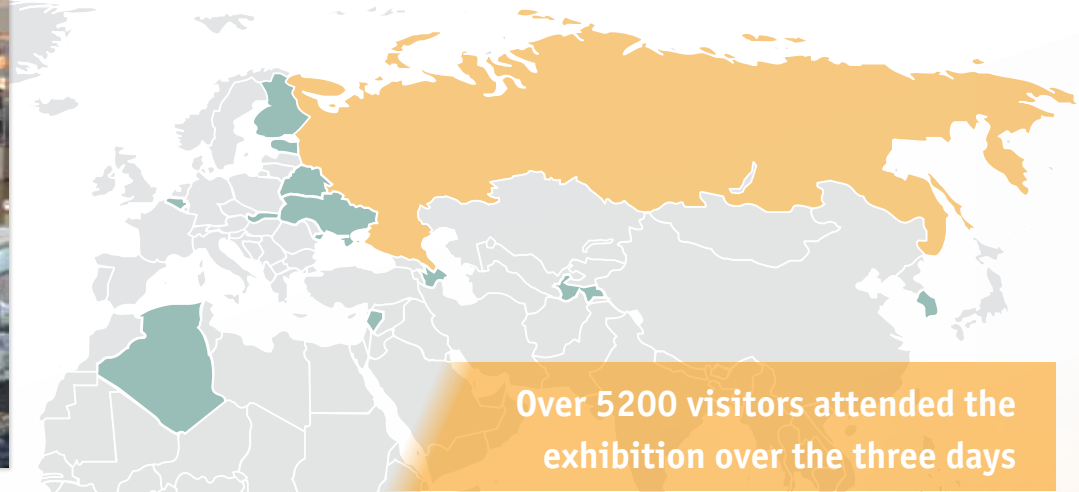 Over 5200 visitors attended the
exhibition over the three days